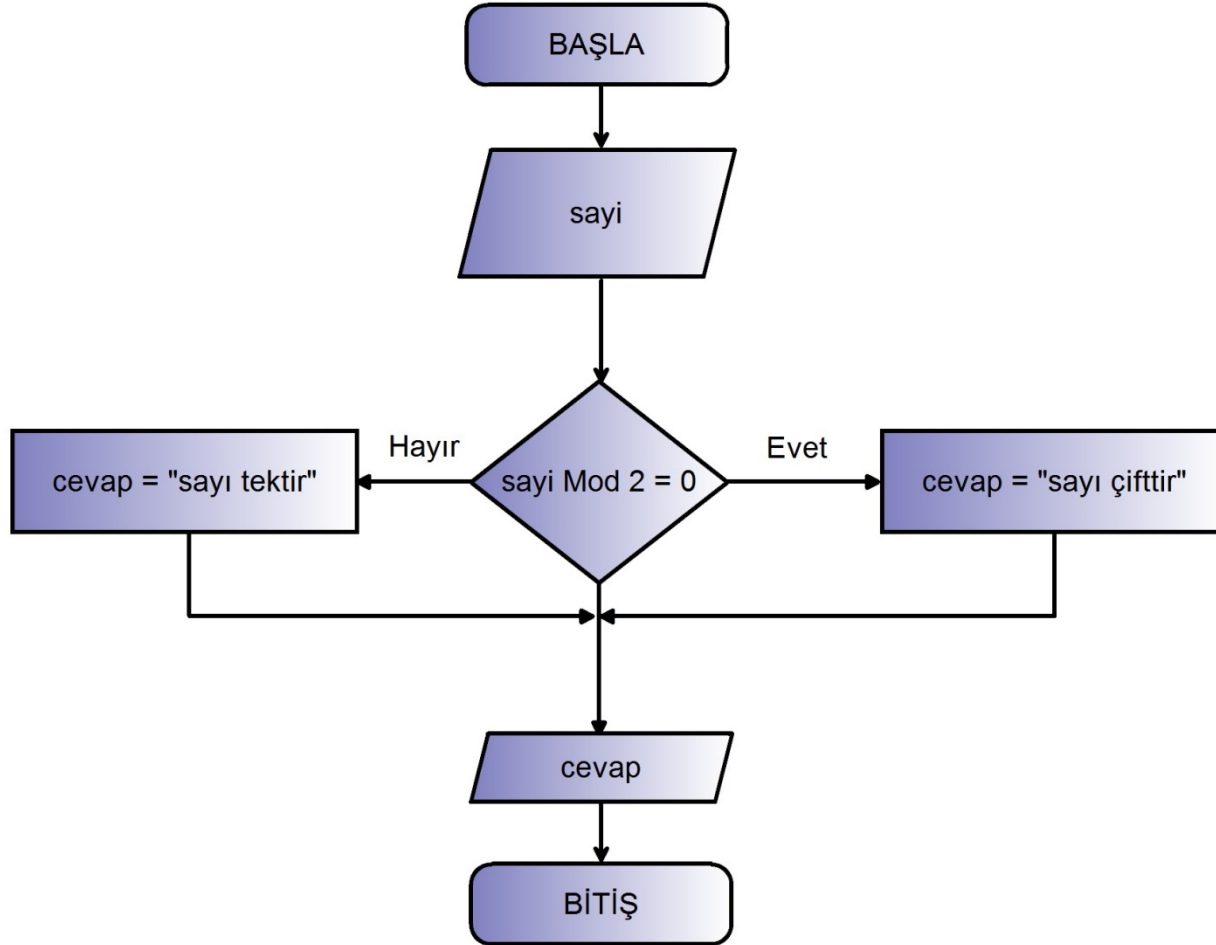 BAŞLA
sayi
Hayır
Evet
cevap = "sayı tektir"
sayi Mod 2 = 0
cevap = "sayı çifttir"
cevap
BİTİŞ